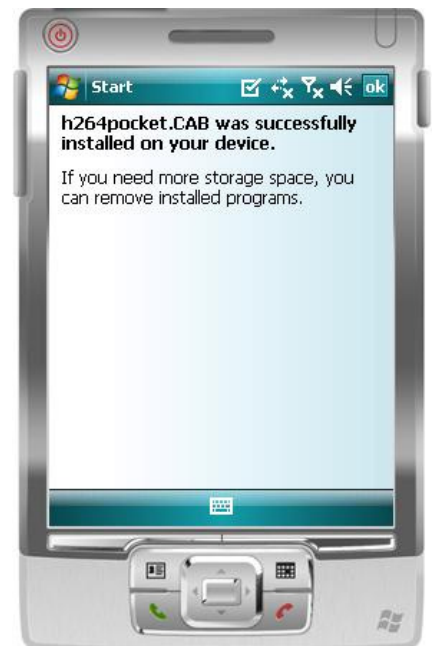 Start
ok
h264pocket.CAB was successfully
installed on your device.
If you need more storage space, you
can remove installed programs.